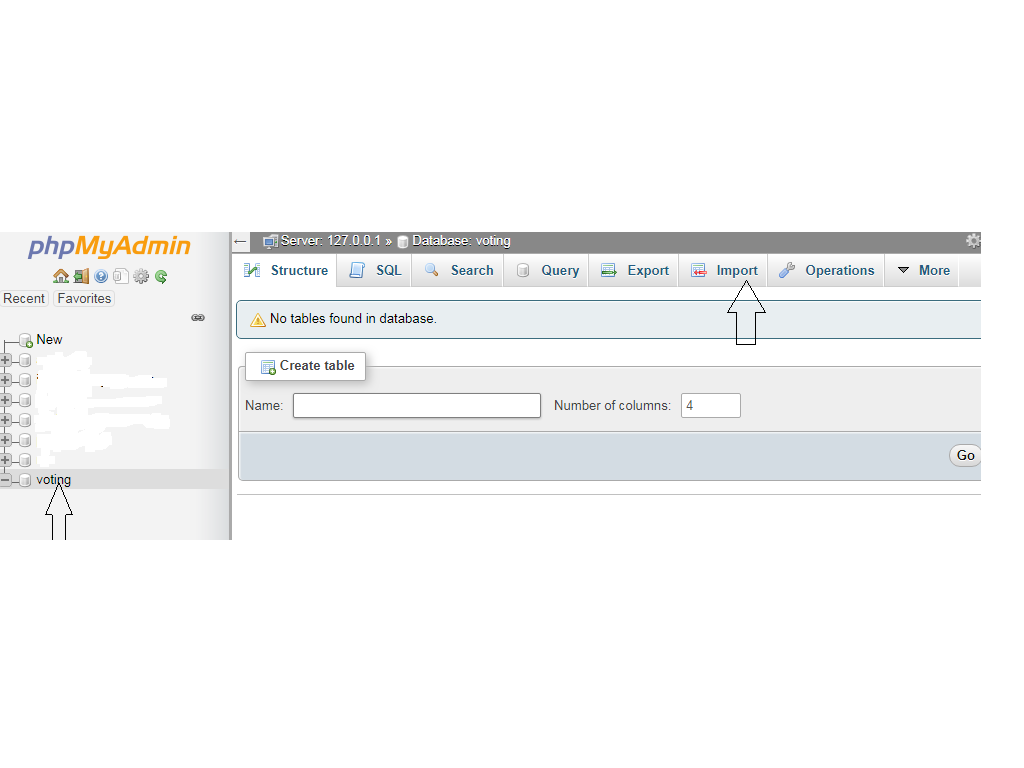 phpMyAdmin
Recent Favorites
New
voting
Server: 127.0.0.1 » Database: voting
Structure SQL Search Query Export Import Operations More
No tables found in database.
Create table
Name: Number of columns: 4
Go